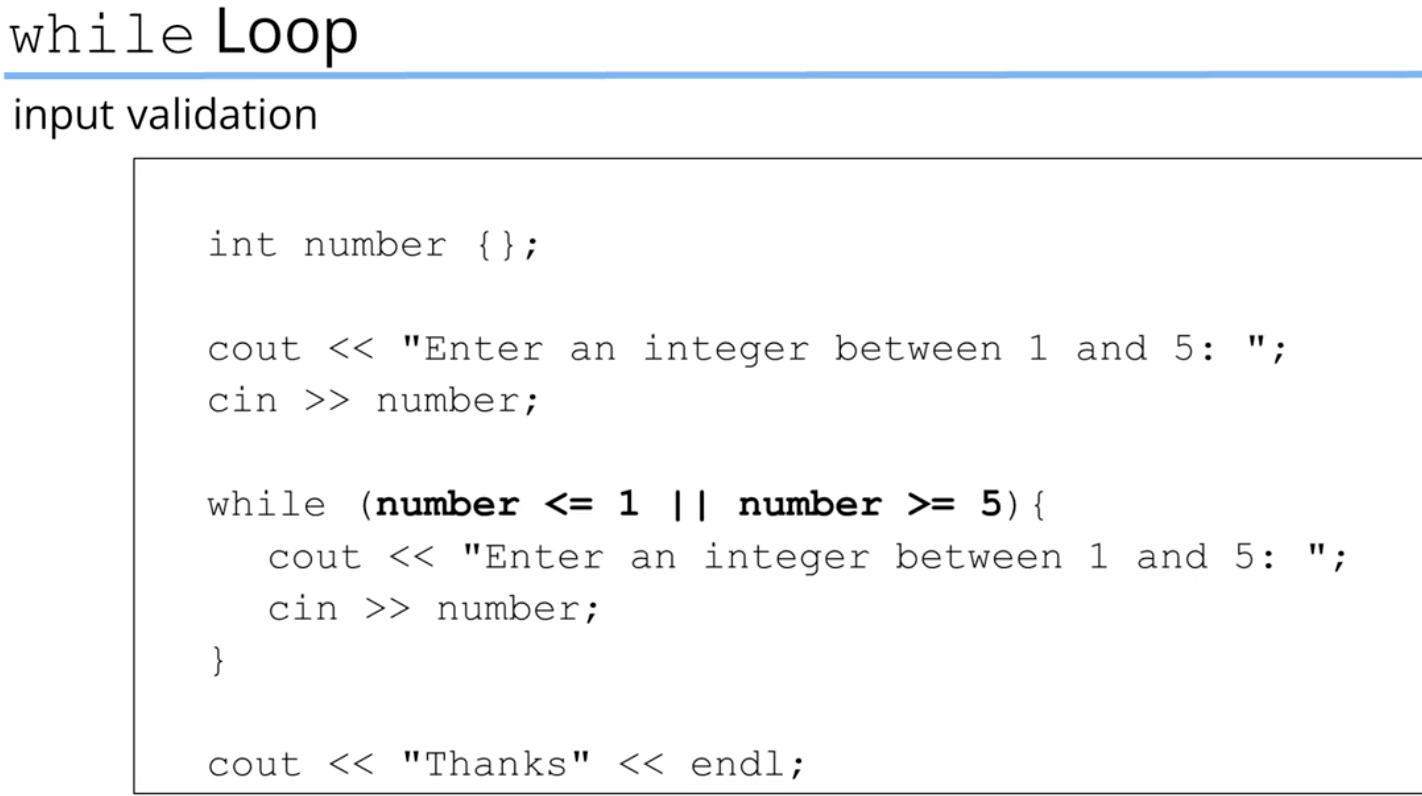 while Loop
input validation
int number {};
cout << "Enter an integer between 1 and 5: ";
cin >> number;
while (number <= 1 || number >= 5){
cout << "Enter an integer between 1 and 5: ";
cin >> number;
}
cout << "Thanks" << endl;